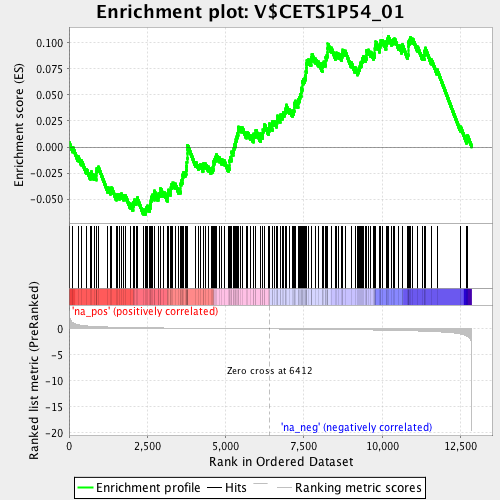 Enrichment plot: V$CETS1P54_01
Enrichment score (ES)
0.100
0.075
0.050
0.025
0.000
-0.025
-0.050
'na_pos' (positively correlated)
Ranked list metric (PreRanked)
0
-5
-10
-15
-20
Zero cross at 6412
'na_neg' (negatively correlated)
0
2,500
5,000
7,500
10,000
12,500
Rank in Ordered Dataset
Enrichment profile
Hits
Ranking metric scores